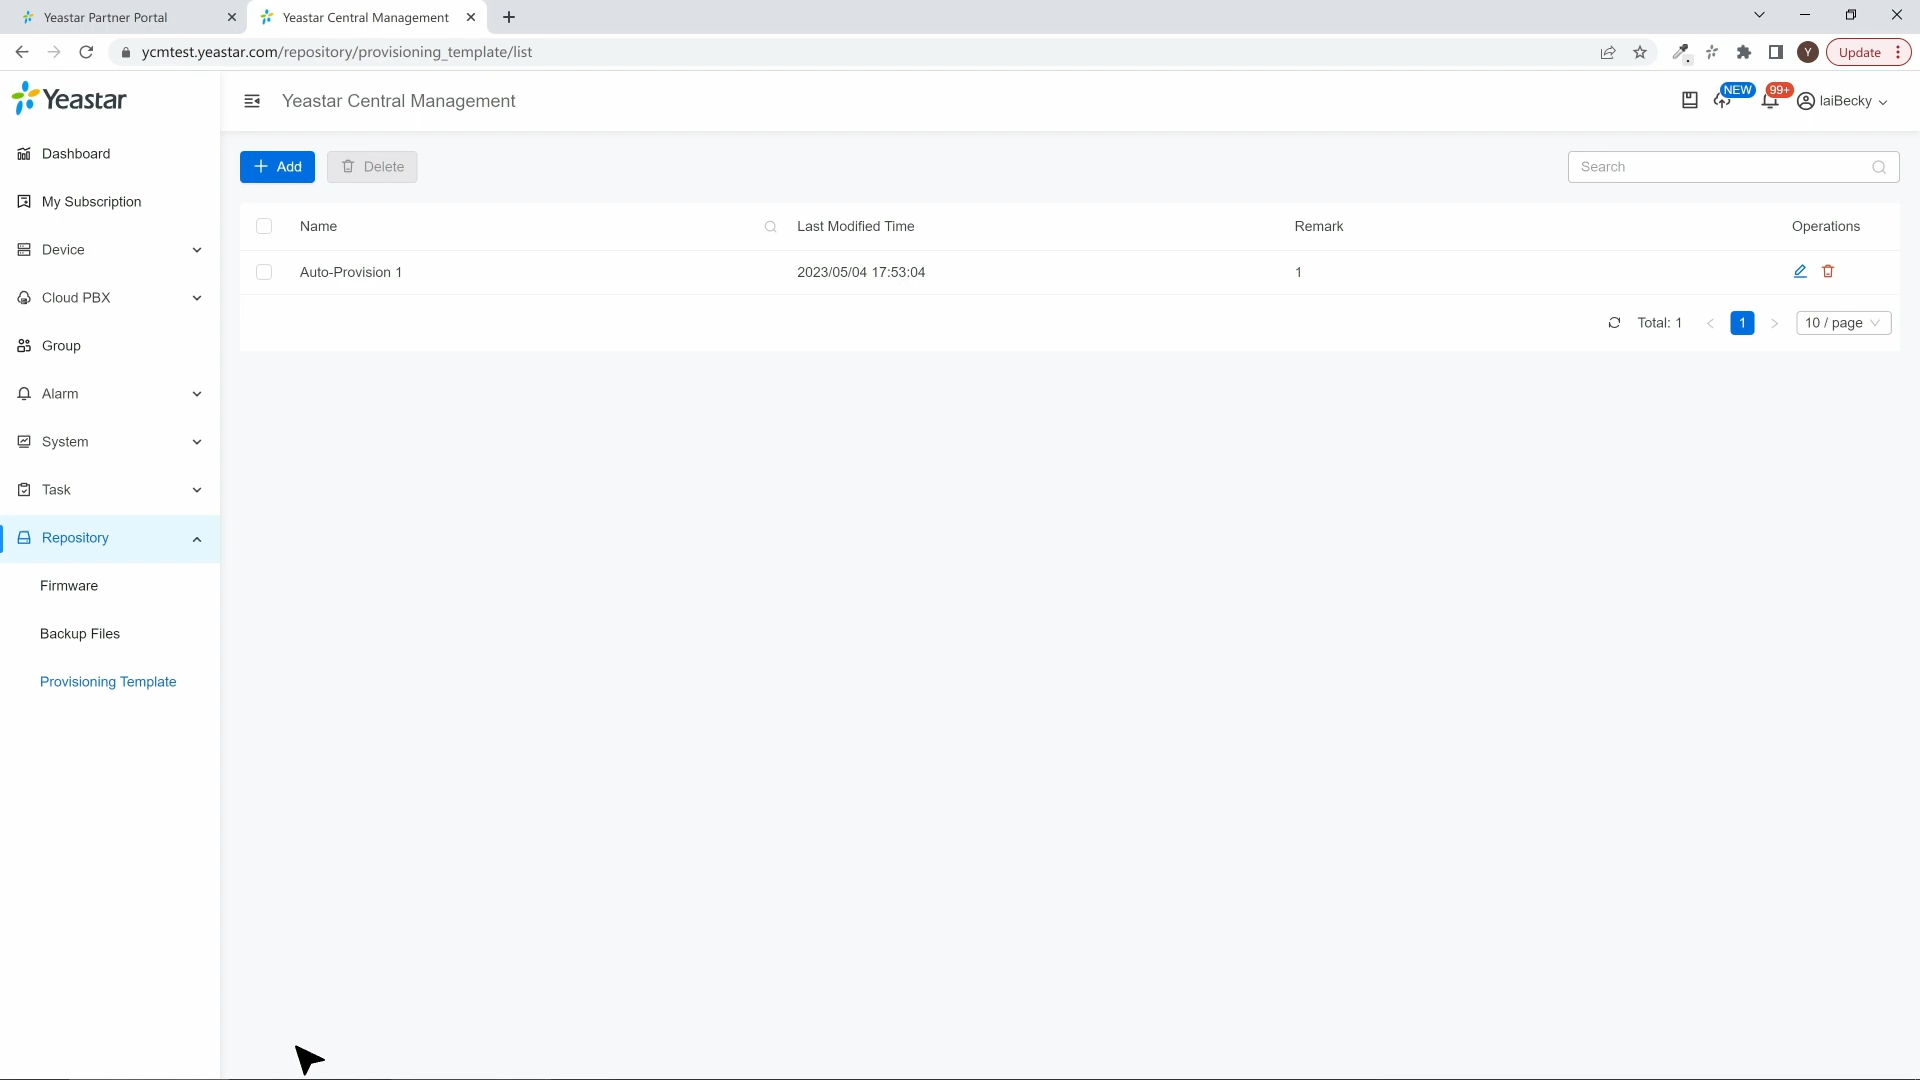 Yeastar Partner Portal
Yeastar Central Management
ycmtest.yeastar.com/repository/provisioning_template/list
Y
Update
Yeastar
Yeastar Central Management
NEW
99+
laiBecky
Dashboard
My Subscription
Device
Cloud PBX
Group
Alarm
System
Task
Repository
Firmware
Backup Files
Provisioning Template
Add
Delete
Search
Name
Last Modified Time
Remark
Operations
Auto-Provision 1
2023/05/04 17:53:04
1
Total: 1
1
10 / page